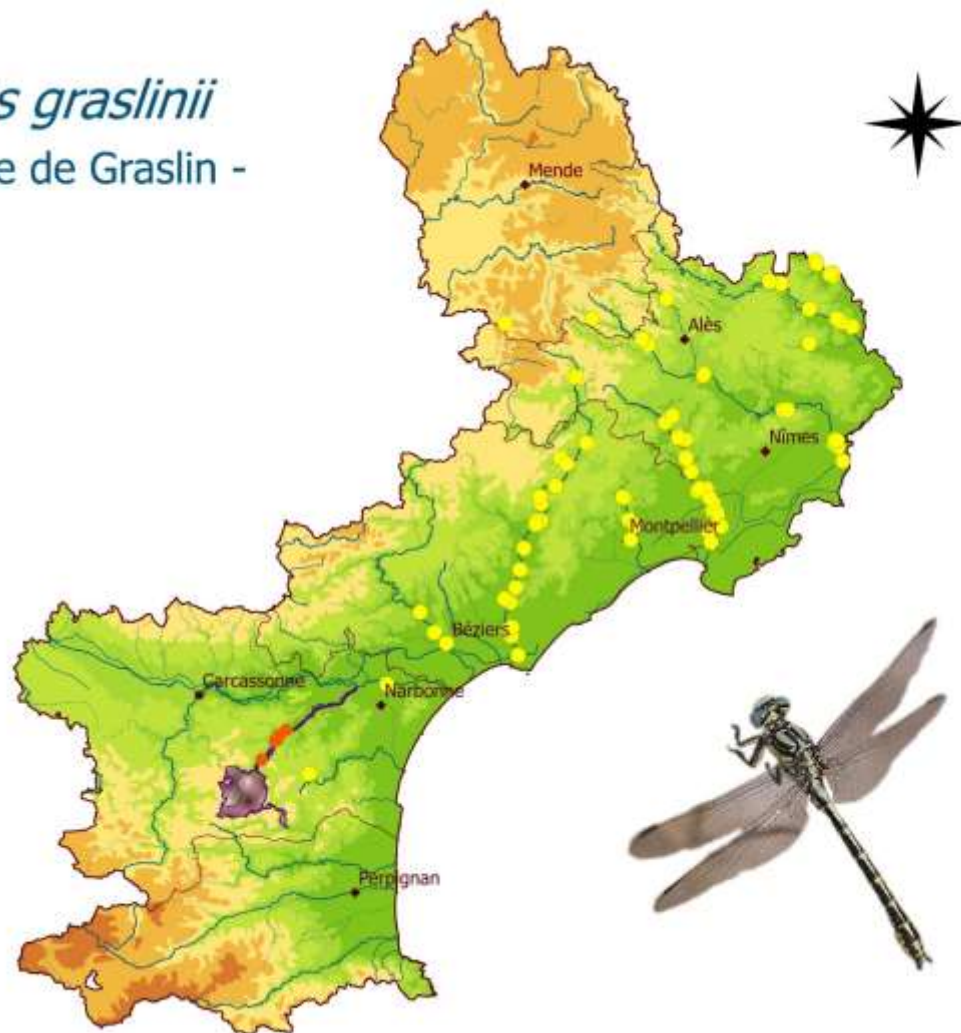 s graslinii
e de Graslin -
Mende
Alès
Nîmes
Montpellier
Béziers
Carcassonne
Narbonne
Perpignan